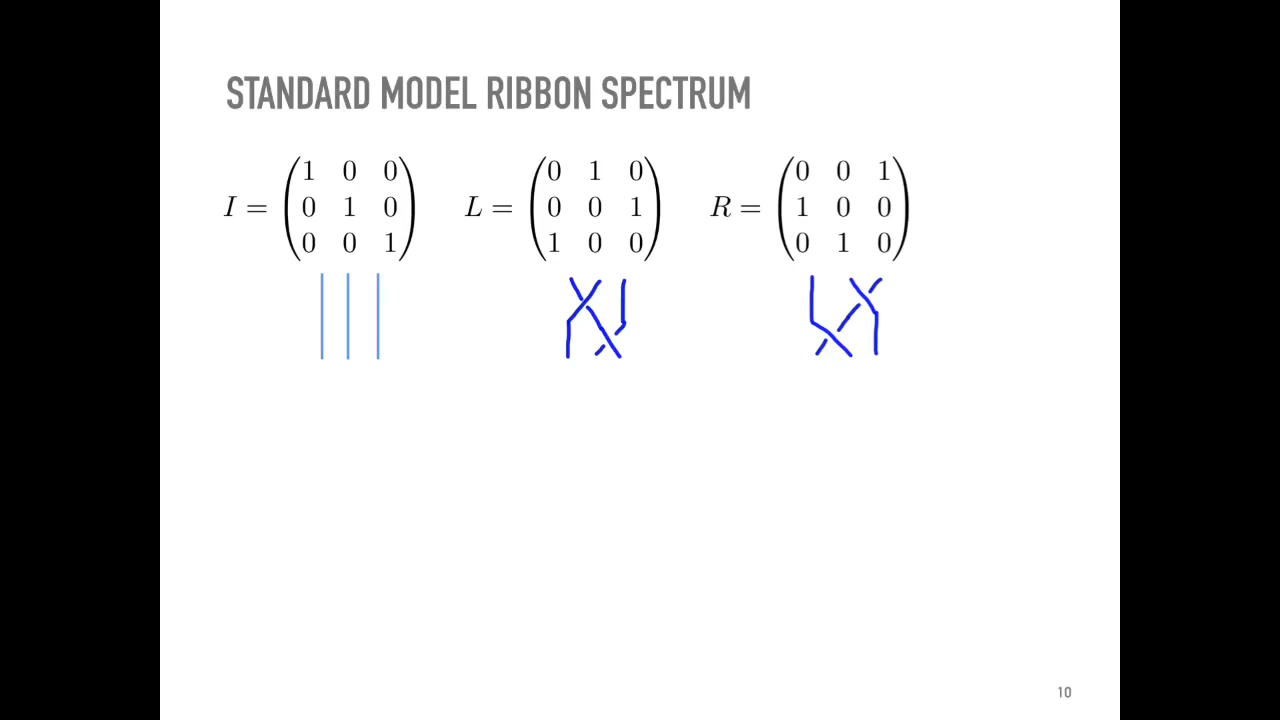 STANDARD MODEL RIBBON SPECTRUM
1 0 0 0 1 0 0 0 1
I = 0 1 0 L = 0 0 1 R = 1 0 0
0 0 1 1 0 0 0 1 0
10